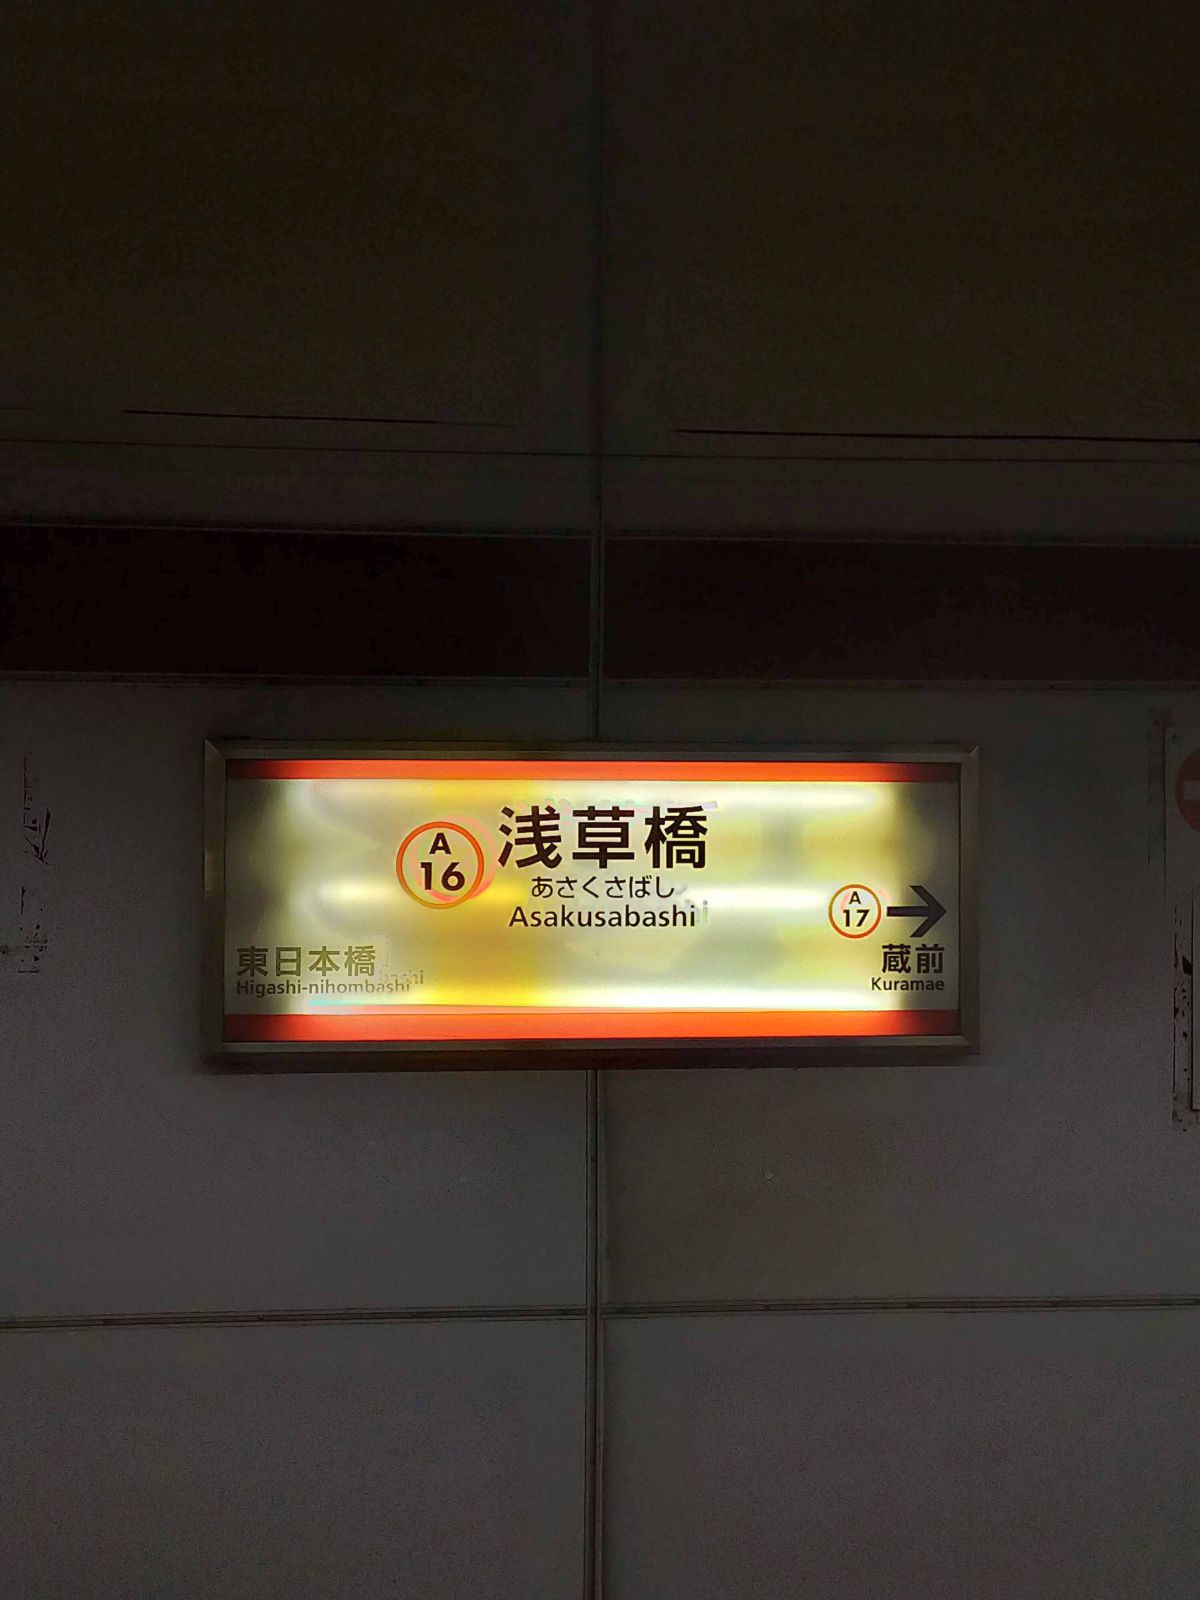 A
16
浅草橋
あさくさばし
Asakusabashi
A
17
東日本橋
Higashi-nihombashi
蔵前
Kuramae